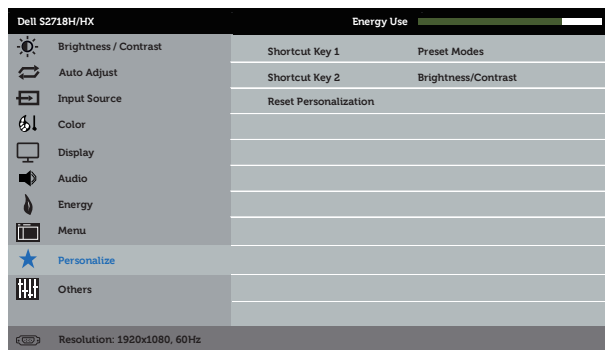 Dell S2718H/HX Energy Use
Brightness / Contrast
Auto Adjust
Input Source
Color
Display
Audio
Energy
Menu
Personalize
Others
Shortcut Key 1 Preset Modes
Shortcut Key 2 Brightness/Contrast
Reset Personalization
Resolution: 1920x1080, 60Hz